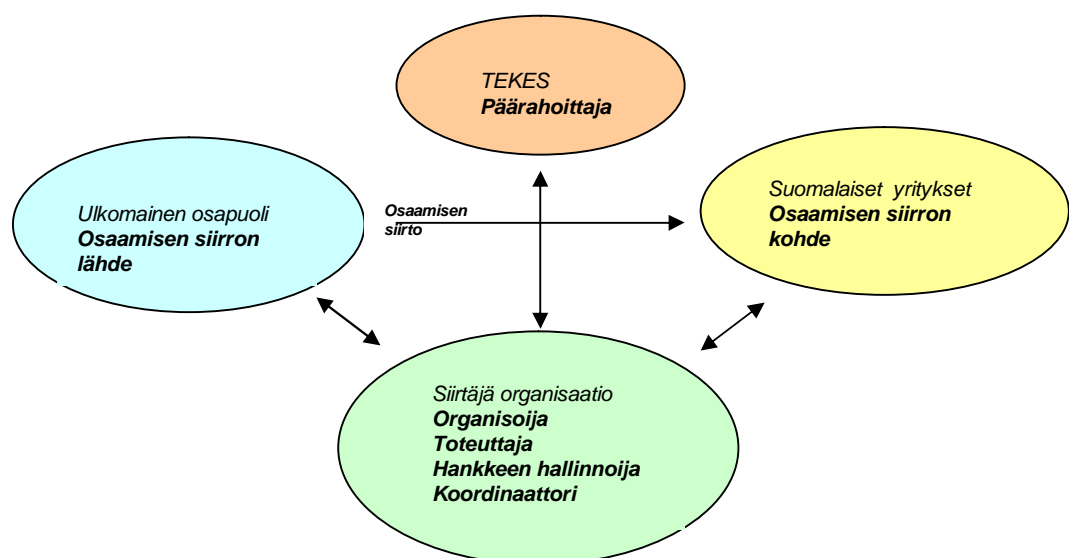 TEKES
Päärahoittaja
Ulkomainen osapuoli
Osaamisen siirron
lähde
Osaamisen
siirto
Suomalaiset yritykset
Osaamisen siirron
kohde
Siirtäjä organisaatio
Organisoija
Toteuttaja
Hankkeen hallinnoija
Koordinaattori